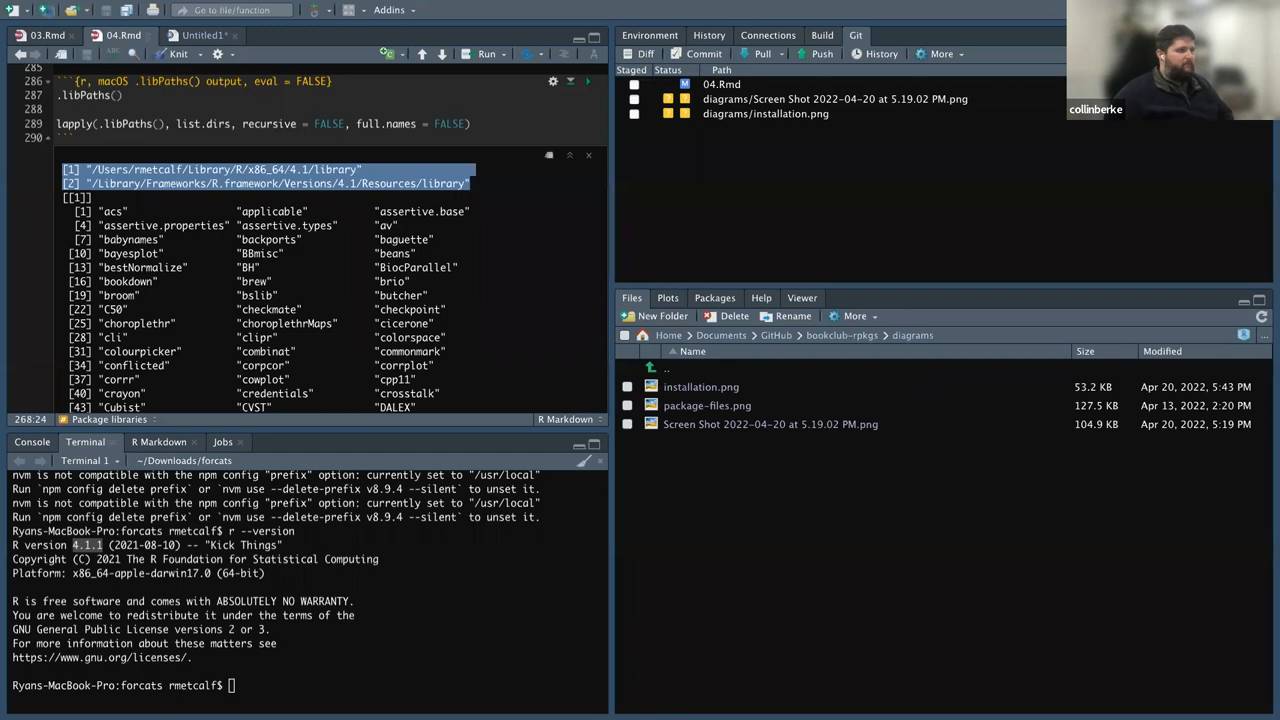 Go to file/function
Addins
03.Rmd
04.Rmd
Untitled1*
Knit
Run
285
286 ```{r, macOS .libPaths() output, eval = FALSE}
287 .libPaths()
288
289 lapply(.libPaths(), list.dirs, recursive = FALSE, full.names = FALSE)
290 ```
[1] "/Users/rmetcalf/Library/R/x86_64/4.1/library"
[2] "/Library/Frameworks/R.framework/Versions/4.1/Resources/library"
[[1]]
[1] "acs" "applicable" "assertive.base"
[4] "assertive.properties" "assertive.types" "av"
[7] "babynames" "backports" "baguette"
[10] "bayesplot" "BBmisc" "beans"
[13] "bestNormalize" "BH" "BiocParallel"
[16] "bookdown" "brew" "brio"
[19] "broom" "bslib" "butcher"
[22] "C50" "checkmate" "checkpoint"
[25] "choroplethr" "choroplethrMaps" "cicerone"
[28] "cli" "clipr" "colorspace"
[31] "colourpicker" "combinat" "commonmark"
[34] "conflicted" "corpcor" "corrplot"
[37] "corrr" "cowplot" "cpp11"
[40] "crayon" "credentials" "crosstalk"
[43] "Cubist" "CVST" "DALEX"
268:24 # Package libraries R Markdown
Console Terminal R Markdown Jobs
Terminal 1 ~/Downloads/forcats
nvm is not compatible with the npm config "prefix" option: currently set to "/usr/local"
Run `npm config delete prefix` or `nvm use --delete-prefix v8.9.4 --silent` to unset it.
nvm is not compatible with the npm config "prefix" option: currently set to "/usr/local"
Run `npm config delete prefix` or `nvm use --delete-prefix v8.9.4 --silent` to unset it.
Ryans-MacBook-Pro:forcats rmetcalf$ r --version
R version 4.1.1 (2021-08-10) -- "Kick Things"
Copyright (C) 2021 The R Foundation for Statistical Computing
Platform: x86_64-apple-darwin17.0 (64-bit)
R is free software and comes with ABSOLUTELY NO WARRANTY.
You are welcome to redistribute it under the terms of the
GNU General Public License versions 2 or 3.
For more information about these matters see
https://www.gnu.org/licenses/.
Ryans-MacBook-Pro:forcats rmetcalf$
Environment History Connections Build Git
Diff Commit Pull Push History More
Staged Status Path
M 04.Rmd
? ? diagrams/Screen Shot 2022-04-20 at 5.19.02 PM.png
? ? diagrams/installation.png
collinberke
Files Plots Packages Help Viewer
New Folder Delete Rename More
Home Documents GitHub bookclub-rpkgs diagrams
Name Size Modified
..
installation.png 53.2 KB Apr 20, 2022, 5:43 PM
package-files.png 127.5 KB Apr 13, 2022, 2:20 PM
Screen Shot 2022-04-20 at 5.19.02 PM.png 104.9 KB Apr 20, 2022, 5:19 PM